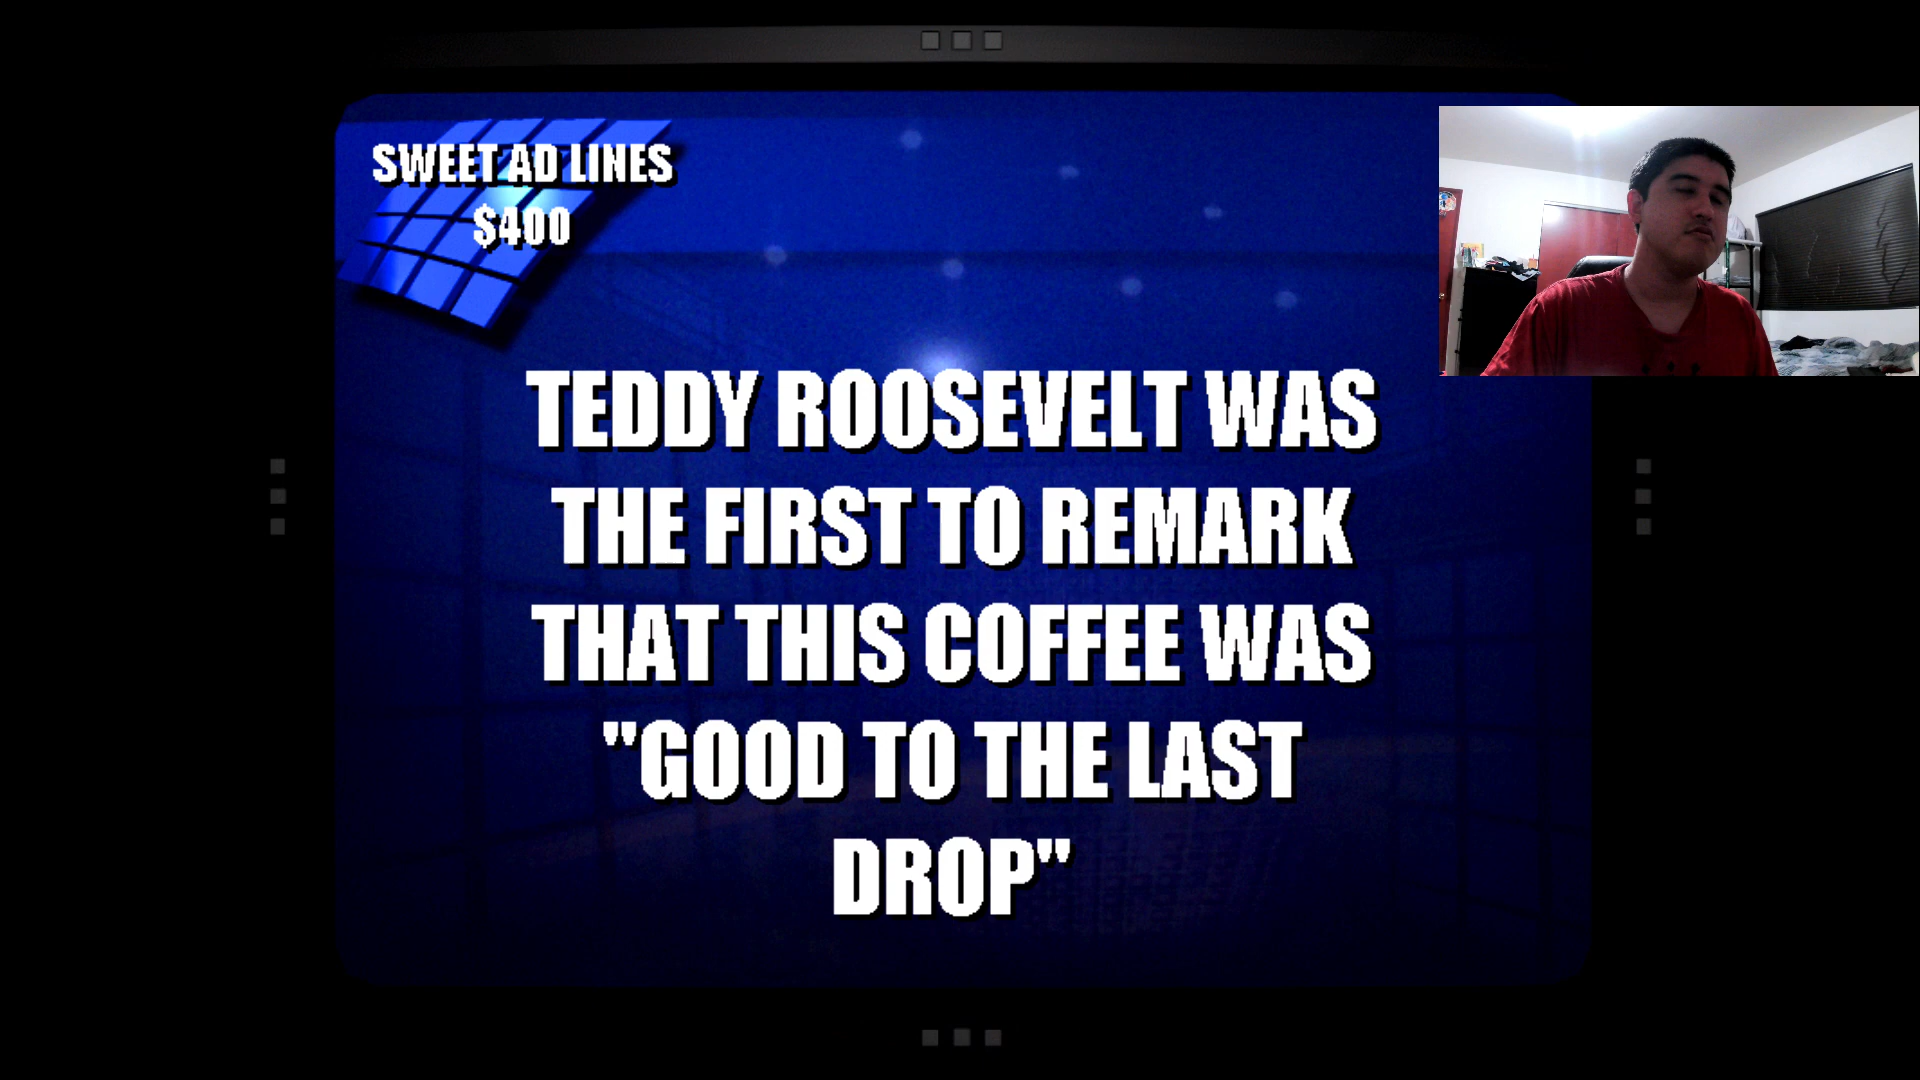 SWEET AD LINES
$400
TEDDY ROOSEVELT WAS
THE FIRST TO REMARK
THAT THIS COFFEE WAS
"GOOD TO THE LAST
DROP"